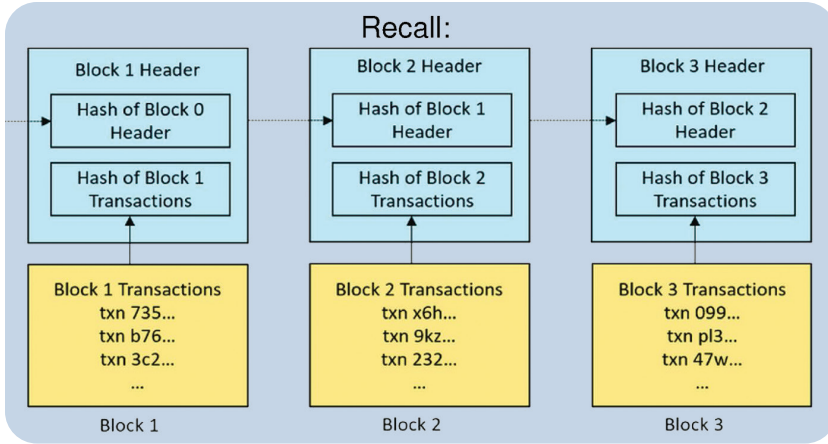 Recall:
Block 1 Header
Hash of Block 0
Header
Hash of Block 1
Transactions
Block 1 Transactions
txn 735...
txn b76...
txn 3c2...
...
Block 1
Block 2 Header
Hash of Block 1
Header
Hash of Block 2
Transactions
Block 2 Transactions
txn x6h...
txn 9kz...
txn 232...
...
Block 2
Block 3 Header
Hash of Block 2
Header
Hash of Block 3
Transactions
Block 3 Transactions
txn 099...
txn pl3...
txn 47w...
...
Block 3